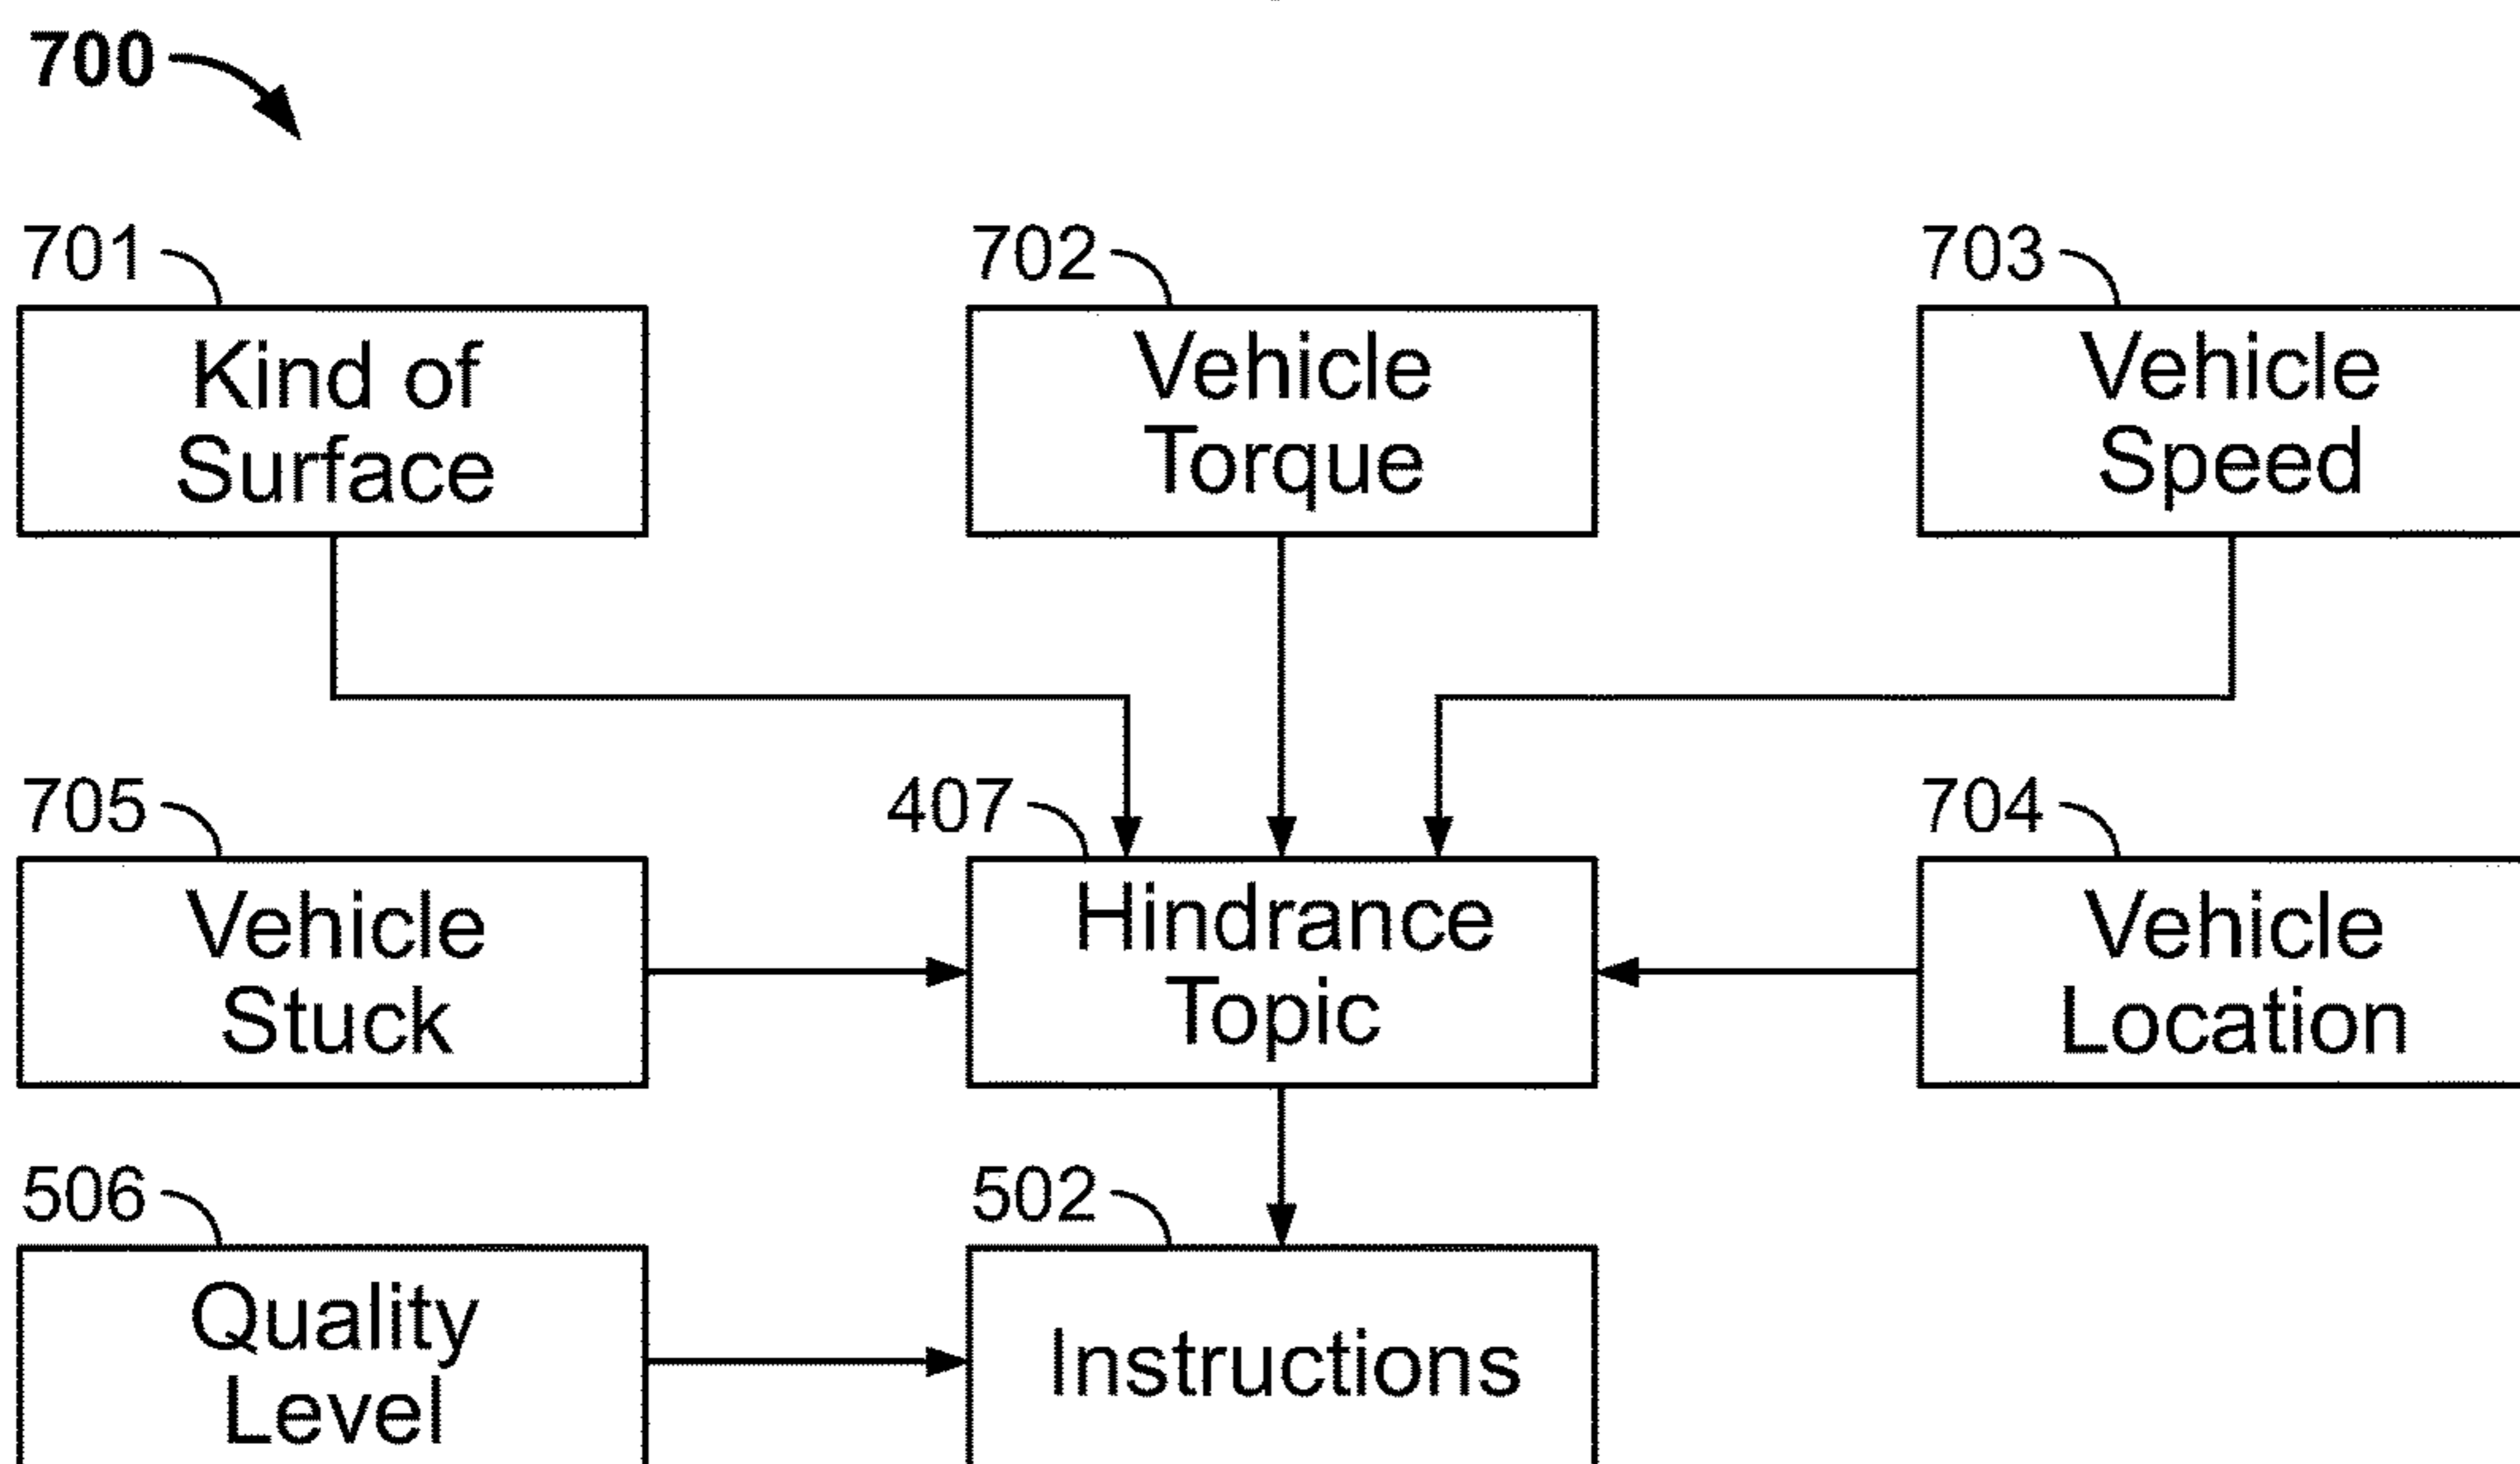 700
701
702
703
Kind of
Surface
Vehicle
Torque
Vehicle
Speed
705
407
704
Vehicle
Stuck
Hindrance
Topic
Vehicle
Location
506
502
Quality
Level
Instructions